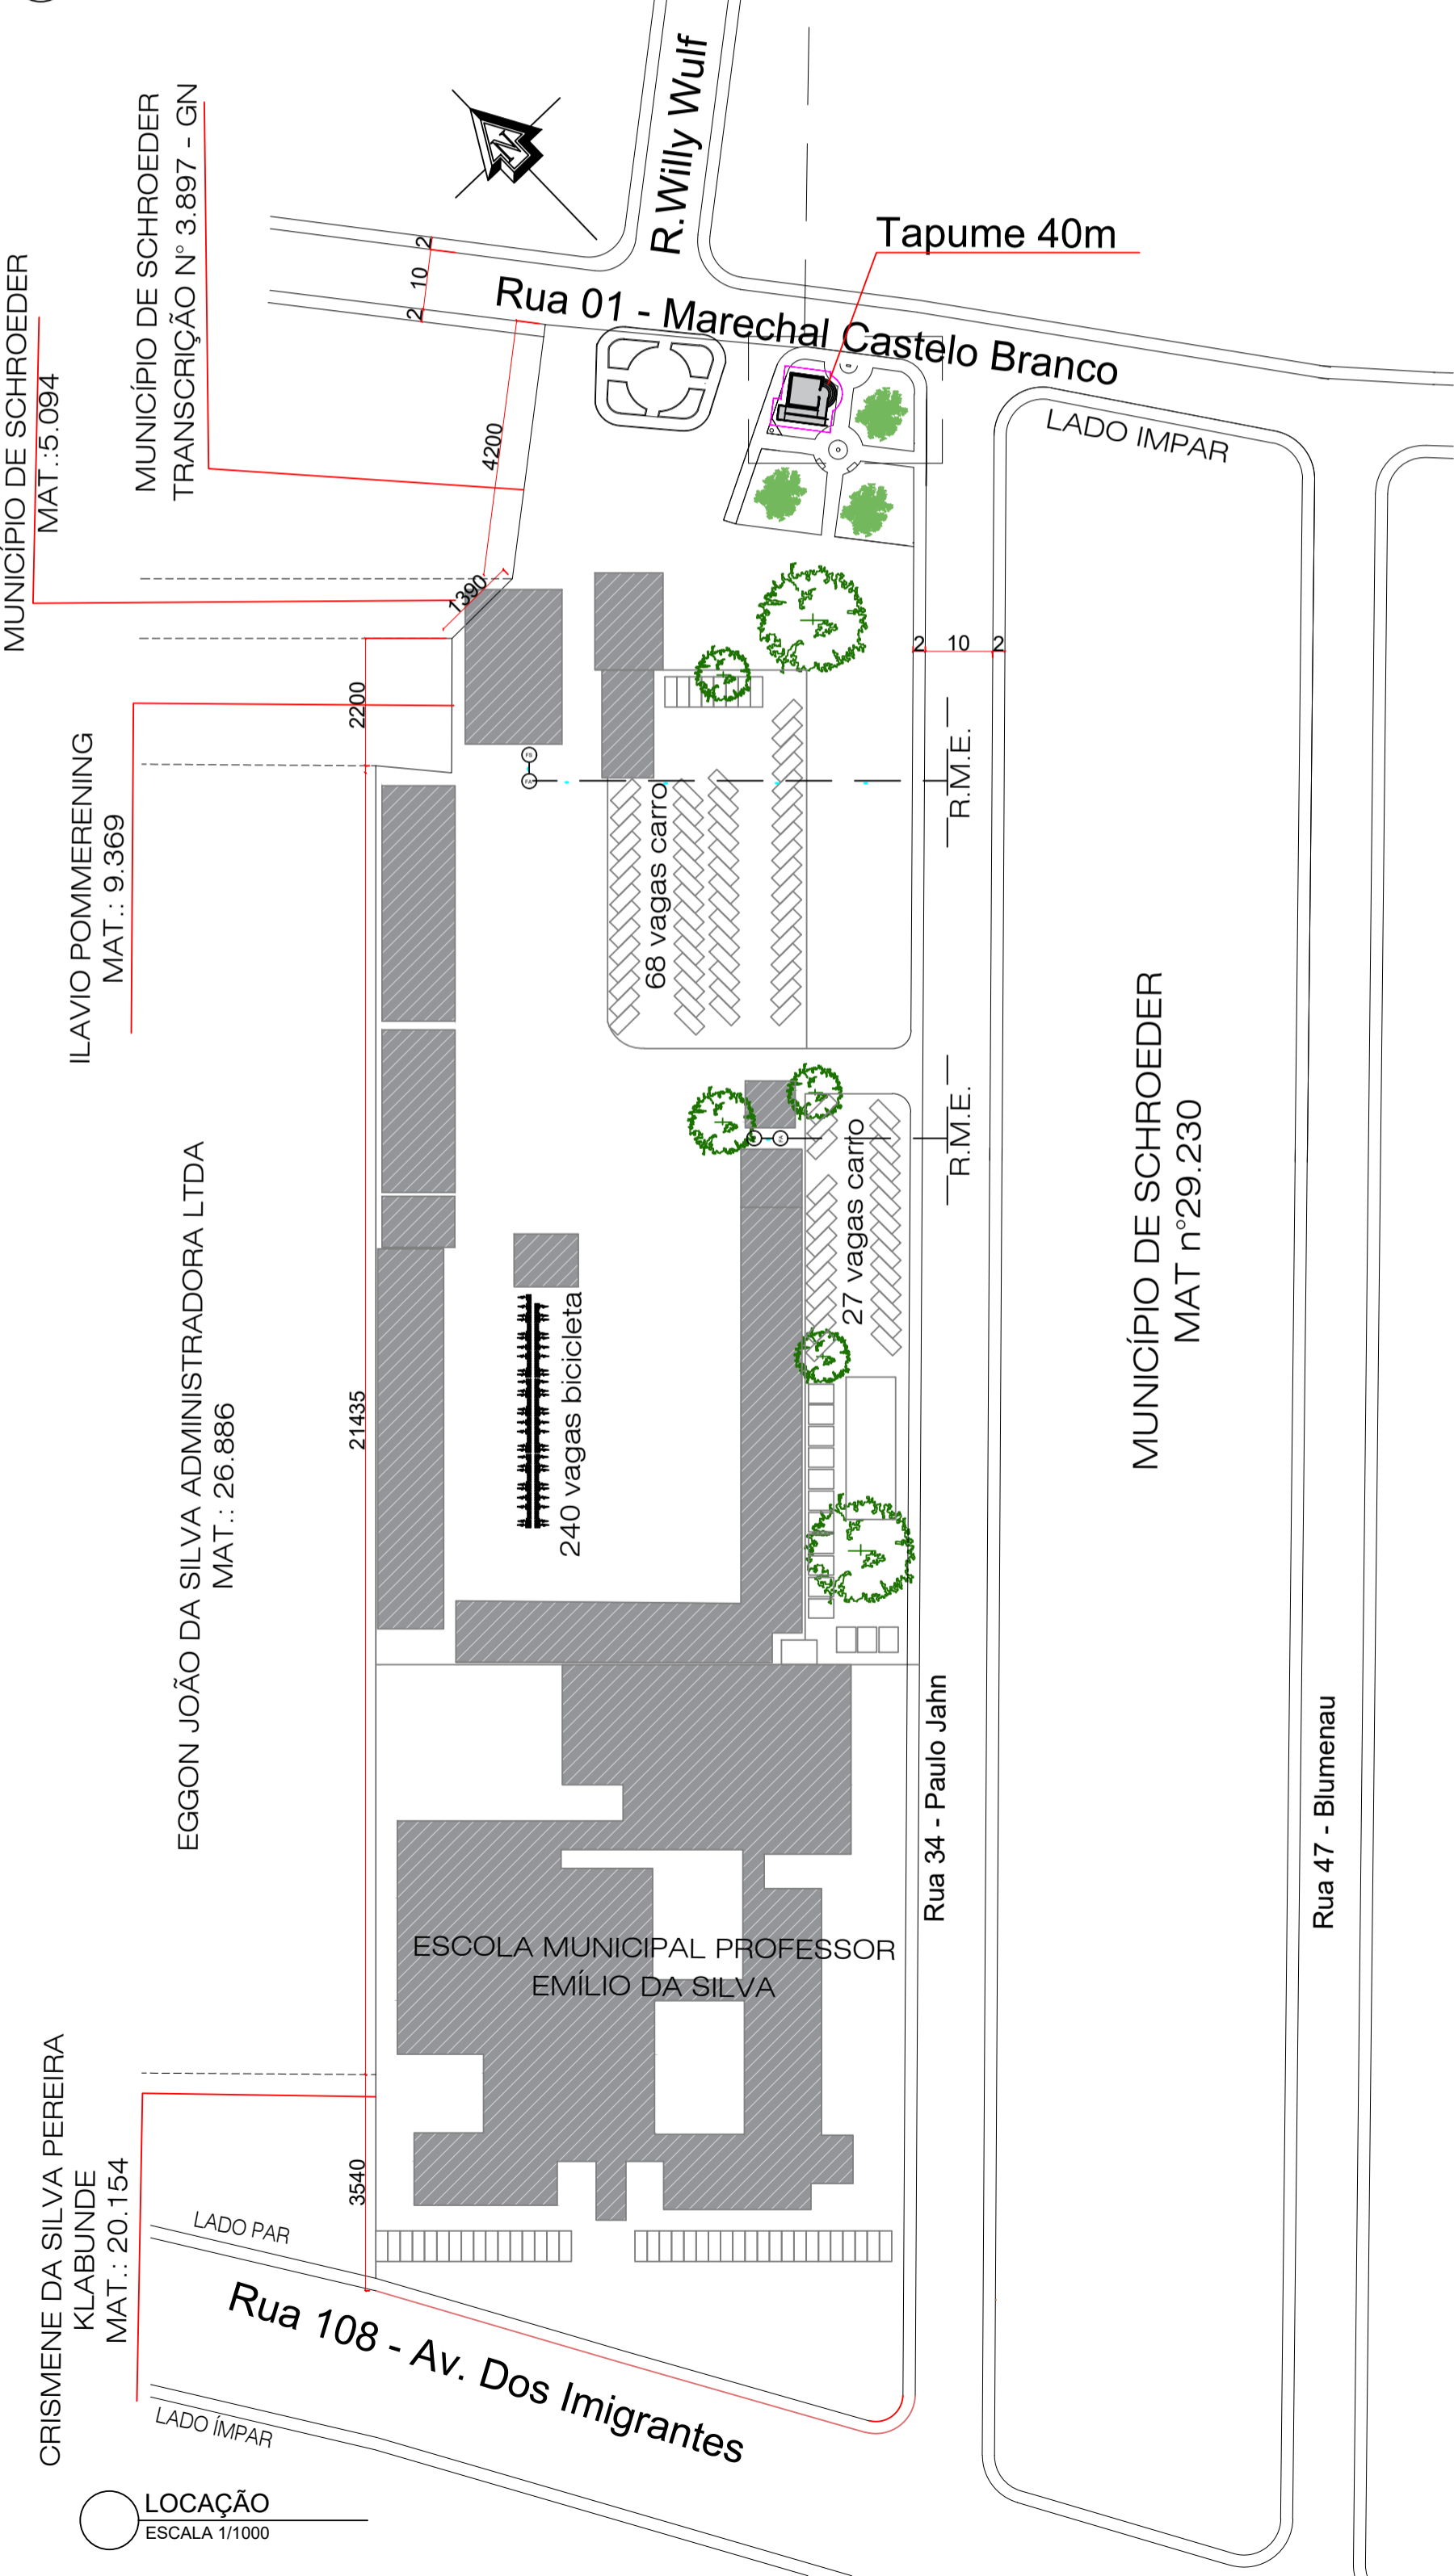 MUNICÍPIO DE SCHROEDER
TRANSCRIÇÃO N° 3.897 - GN
MUNICÍPIO DE SCHROEDER
MAT.:5.094
N
R.Willy Wulf
Tapume 40m
2
10
2
Rua 01 - Marechal Castelo Branco
LADO IMPAR
4200
1390
2 10 2
2200
ILAVIO POMMERENING
MAT.: 9.369
R.M.E.
68 vagas carro
R.M.E.
27 vagas carro
MUNICÍPIO DE SCHROEDER
MAT n°29.230
EGGON JOÃO DA SILVA ADMINISTRADORA LTDA
MAT.: 26.886
21435
240 vagas bicicleta
Rua 34 - Paulo Jahn
Rua 47 - Blumenau
ESCOLA MUNICIPAL PROFESSOR
EMÍLIO DA SILVA
CRISMENE DA SILVA PEREIRA
KLABUNDE
MAT.: 20.154
3540
LADO PAR
Rua 108 - Av. Dos Imigrantes
LADO ÍMPAR
LOCAÇÃO
ESCALA 1/1000